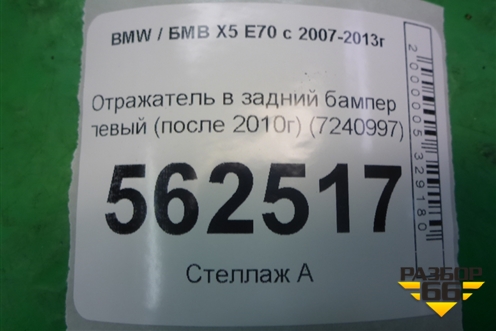 BMW / БМВ X5 E70 с 2007-2013г
Отражатель в задний бампер
левый (после 2010г) (7240997)
562517
Стеллаж А
2000005329180
РАЗБОР
66